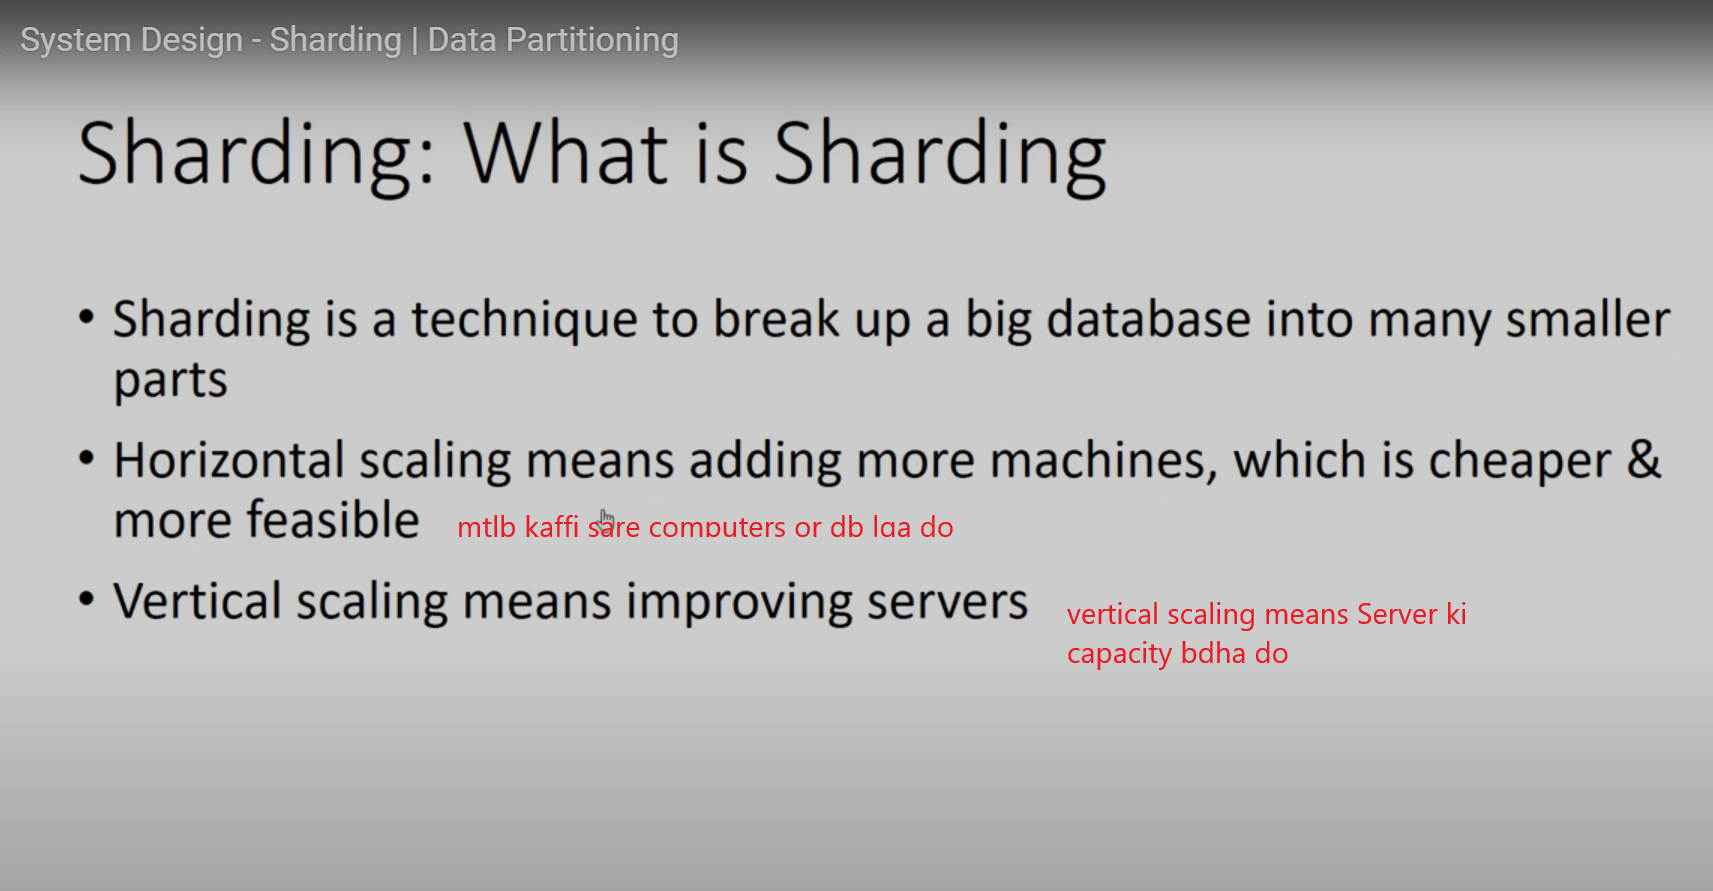 System Design - Sharding | Data Partitioning
Sharding: What is Sharding
• Sharding is a technique to break up a big database into many smaller
parts
• Horizontal scaling means adding more machines, which is cheaper &
more feasible
mtlb kaffi sare computers or db lga do
• Vertical scaling means improving servers
vertical scaling means Server ki
capacity bdha do